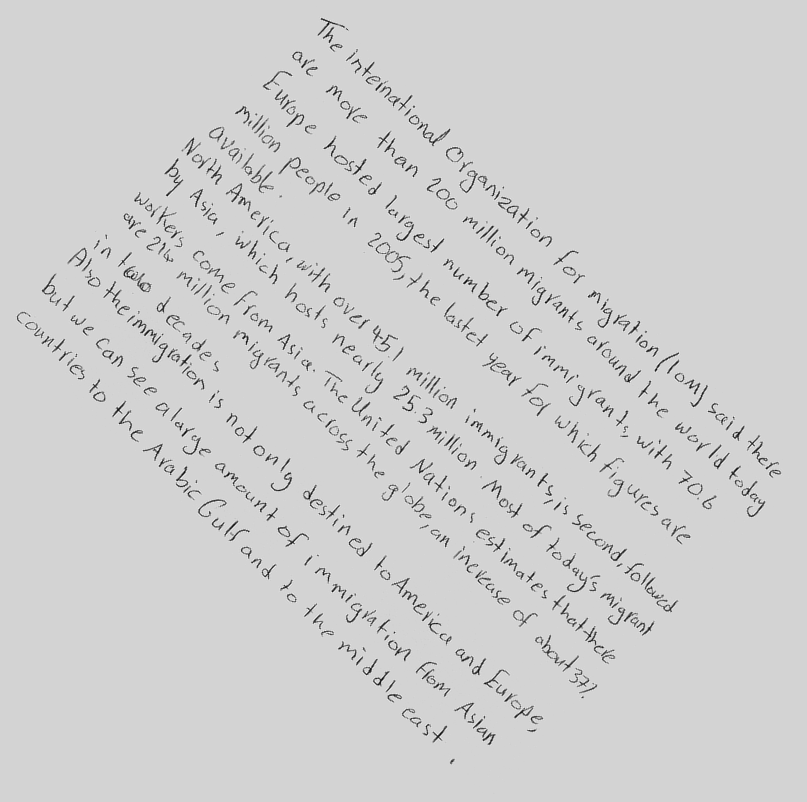 The international Organization for migration (IOM) said there
are more than 200 million migrants around the world today
Europe hosted largest number of immigrants, with 70.6
million people in 2005, the lastet year for which figures are
available.
North America, with over 45.1 million immigrants, is second, followed
by Asia, which hosts nearly 25.3 million. Most of today's migrant
workers come from Asia. The United Nations estimates that there
are 214 million migrants across the globe, an increase of about 37%
in two decades
Also the immigration is not only destined to America and Europe,
but we can see a large amount of immigration from Asian
countries to the Arabic Gulf and to the middle east.